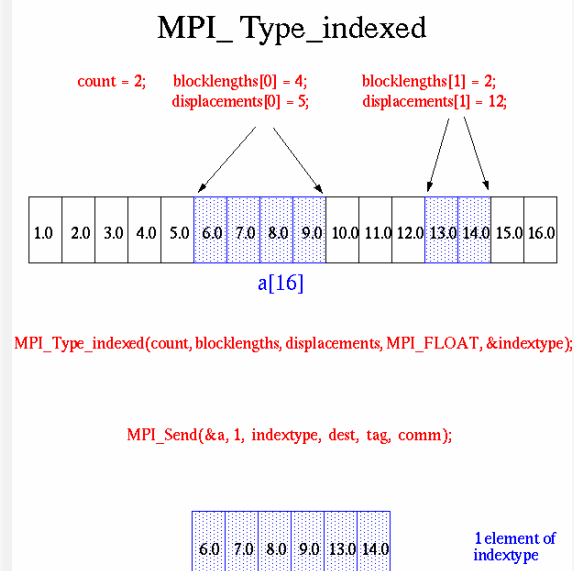 MPI_ Type_indexed
count = 2; blocklengths[0] = 4; blocklengths[1] = 2;
displacements[0] = 5; displacements[1] = 12;
1.0 2.0 3.0 4.0 5.0 6.0 7.0 8.0 9.0 10.0 11.0 12.0 13.0 14.0 15.0 16.0
a[16]
MPI_Type_indexed(count, blocklengths, displacements, MPI_FLOAT, &indextype);
MPI_Send(&a, 1, indextype, dest, tag, comm);
6.0 7.0 8.0 9.0 13.0 14.0
1 element of
indextype